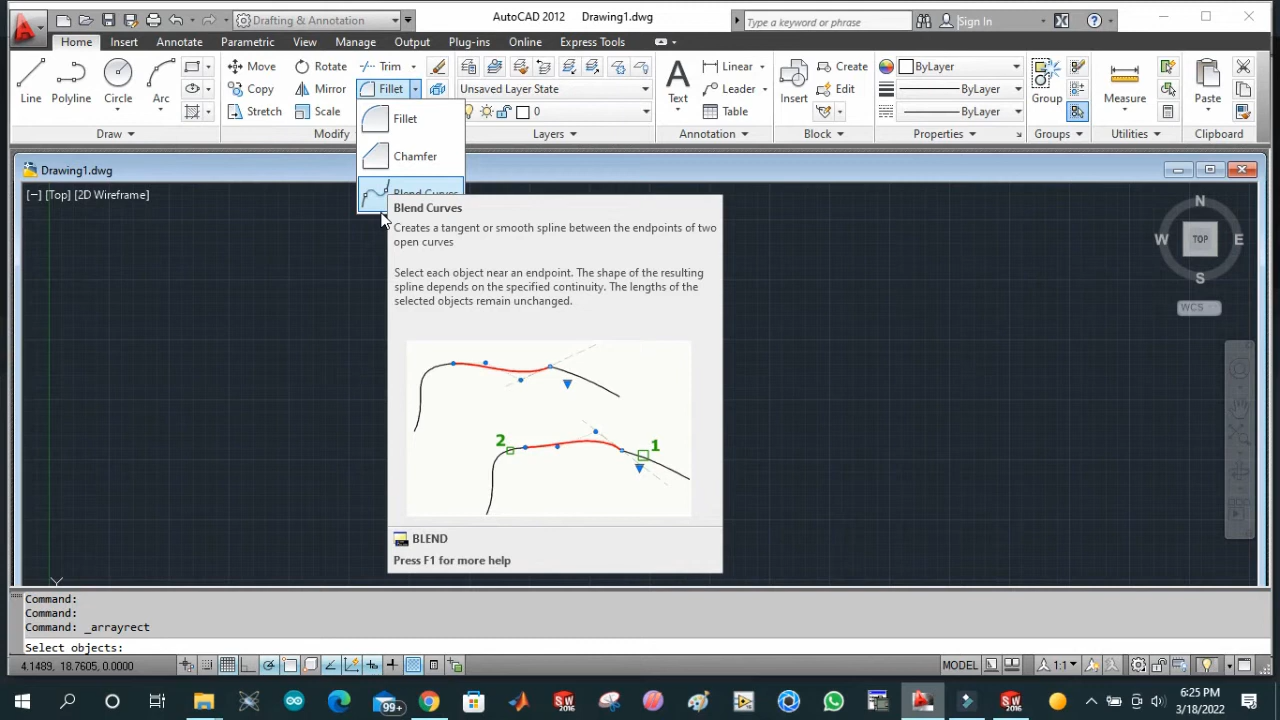 Drafting & Annotation
AutoCAD 2012 Drawing1.dwg
Type a keyword or phrase
Sign In
Home Insert Annotate Parametric View Manage Output Plug-ins Online Express Tools
Line Polyline Circle Arc
Move Rotate Trim
Copy Mirror Fillet
Stretch Scale
Unsaved Layer State
0
Text
Linear
Leader
Table
Insert
Create
Edit
ByLayer
ByLayer
ByLayer
Group
Measure
Paste
Draw Modify Layers Annotation Block Properties Groups Utilities Clipboard
Fillet
Chamfer
Blend Curves
Drawing1.dwg
[−] [Top] [2D Wireframe]
Blend Curves
Creates a tangent or smooth spline between the endpoints of two
open curves
Select each object near an endpoint. The shape of the resulting
spline depends on the specified continuity. The lengths of the
selected objects remain unchanged.
2
1
BLEND
Press F1 for more help
N
W TOP E
S
WCS
Y
Command:
Command:
Command: _arrayrect
Select objects:
4.1489, 18.7605, 0.0000
MODEL
1:1
99+
SW
2016
SW
2016
6:25 PM
3/18/2022